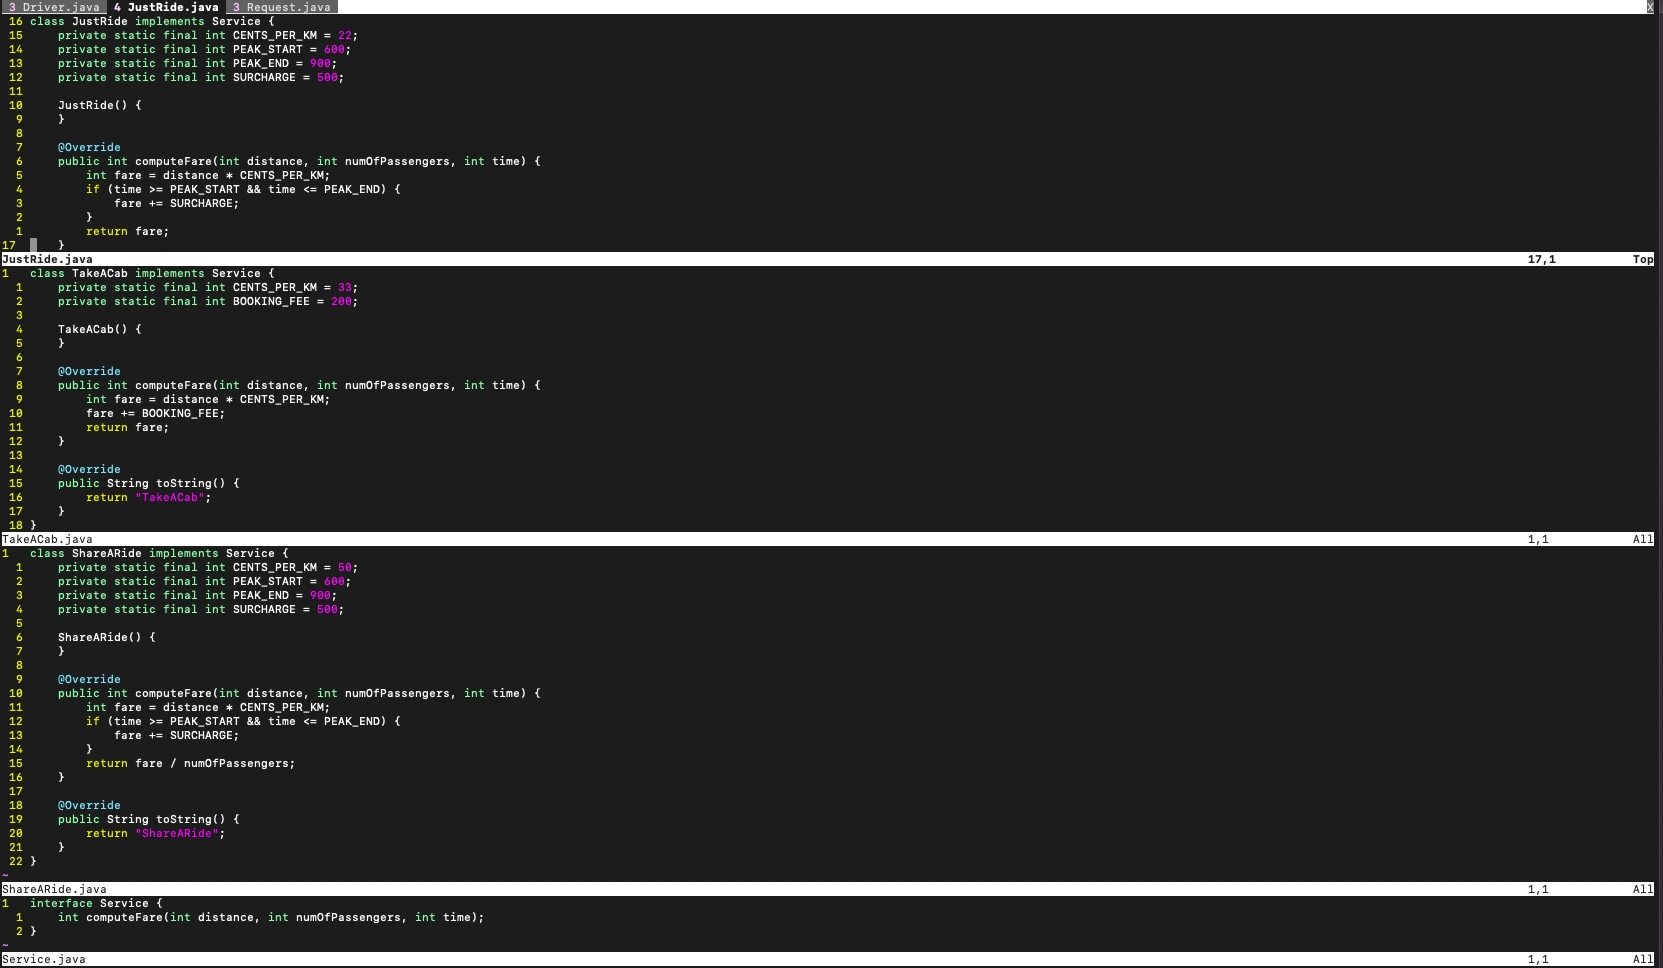 3 Driver.java 4 JustRide.java 3 Request.java X
16 class JustRide implements Service {
15     private static final int CENTS_PER_KM = 22;
14     private static final int PEAK_START = 600;
13     private static final int PEAK_END = 900;
12     private static final int SURCHARGE = 500;
11
10     JustRide() {
9     }
8
7     @Override
6     public int computeFare(int distance, int numOfPassengers, int time) {
5         int fare = distance * CENTS_PER_KM;
4         if (time >= PEAK_START && time <= PEAK_END) {
3             fare += SURCHARGE;
2         }
1         return fare;
17     }
JustRide.java 17,1 Top
1 class TakeACab implements Service {
1     private static final int CENTS_PER_KM = 33;
2     private static final int BOOKING_FEE = 200;
3
4     TakeACab() {
5     }
6
7     @Override
8     public int computeFare(int distance, int numOfPassengers, int time) {
9         int fare = distance * CENTS_PER_KM;
10         fare += BOOKING_FEE;
11         return fare;
12     }
13
14     @Override
15     public String toString() {
16         return "TakeACab";
17     }
18 }
TakeACab.java 1,1 All
1 class ShareARide implements Service {
1     private static final int CENTS_PER_KM = 50;
2     private static final int PEAK_START = 600;
3     private static final int PEAK_END = 900;
4     private static final int SURCHARGE = 500;
5
6     ShareARide() {
7     }
8
9     @Override
10     public int computeFare(int distance, int numOfPassengers, int time) {
11         int fare = distance * CENTS_PER_KM;
12         if (time >= PEAK_START && time <= PEAK_END) {
13             fare += SURCHARGE;
14         }
15         return fare / numOfPassengers;
16     }
17
18     @Override
19     public String toString() {
20         return "ShareARide";
21     }
22 }
~
ShareARide.java 1,1 All
1 interface Service {
1     int computeFare(int distance, int numOfPassengers, int time);
2 }
~
Service.java 1,1 All